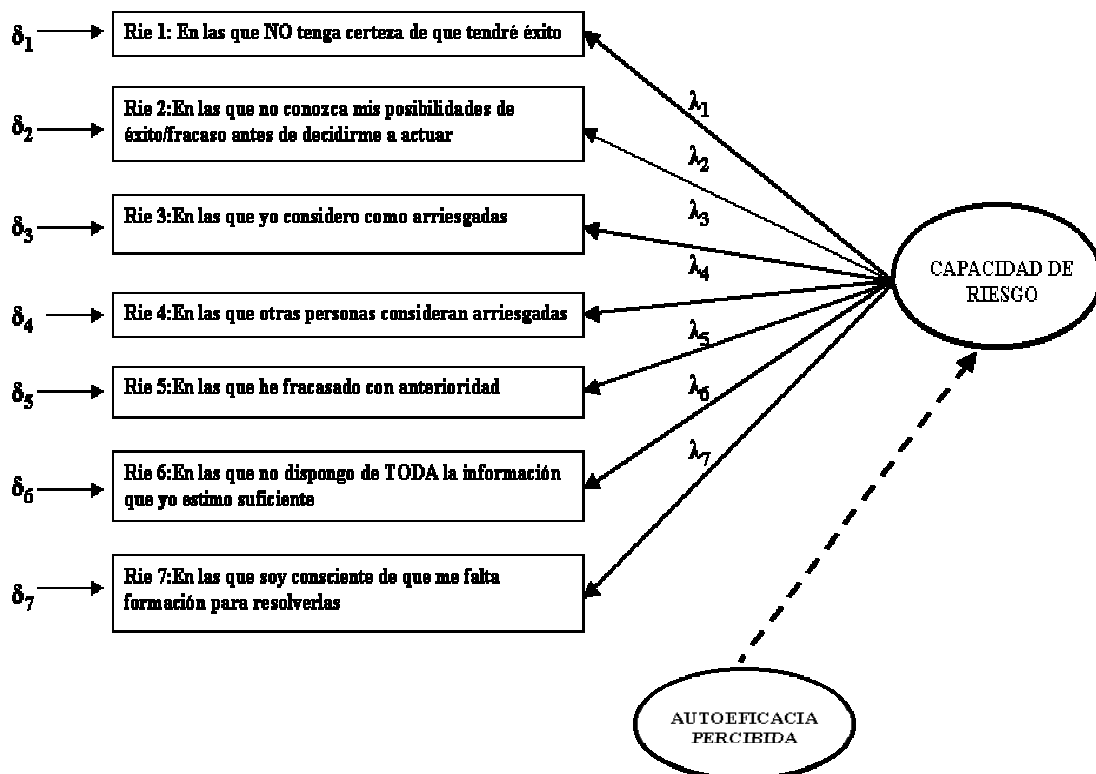 δ1
Rie 1: En las que NO tenga certeza de que tendré éxito
λ1
δ2
Rie 2:En las que no conozca mis posibilidades de
éxito/fracaso antes de decidirme a actuar
λ2
δ3
Rie 3:En las que yo considero como arriesgadas
λ3
λ4
CAPACIDAD DE
RIESGO
δ4
Rie 4:En las que otras personas consideran arriesgadas
λ5
δ5
Rie 5:En las que he fracasado con anterioridad
λ6
δ6
Rie 6:En las que no dispongo de TODA la información
que yo estimo suficiente
λ7
δ7
Rie 7:En las que soy consciente de que me falta
formación para resolverlas
AUTOEFICACIA
PERCIBIDA